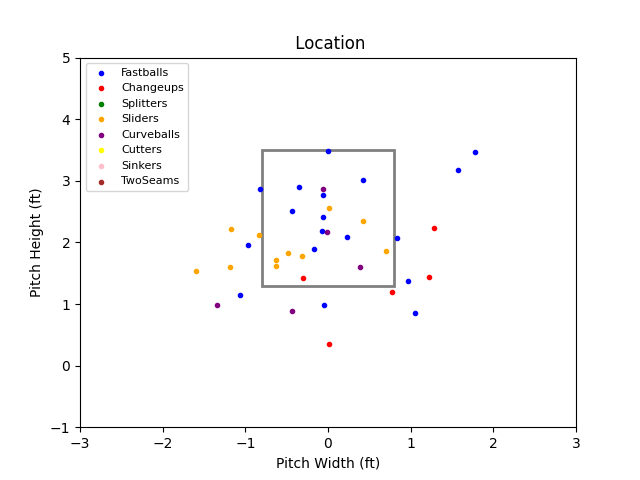 Location
5
4
3
2
1
0
−1
Pitch Height (ft)
Fastballs
Changeups
Splitters
Sliders
Curveballs
Cutters
Sinkers
TwoSeams
−3
−2
−1
0
1
2
3
Pitch Width (ft)